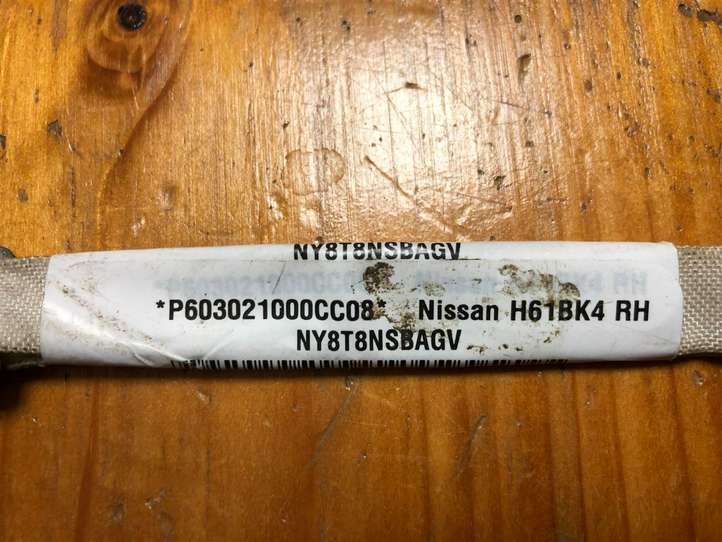 NY8T8NSBAGV
*P603021000CC08* Nissan H61BK4 RH
NY8T8NSBAGV